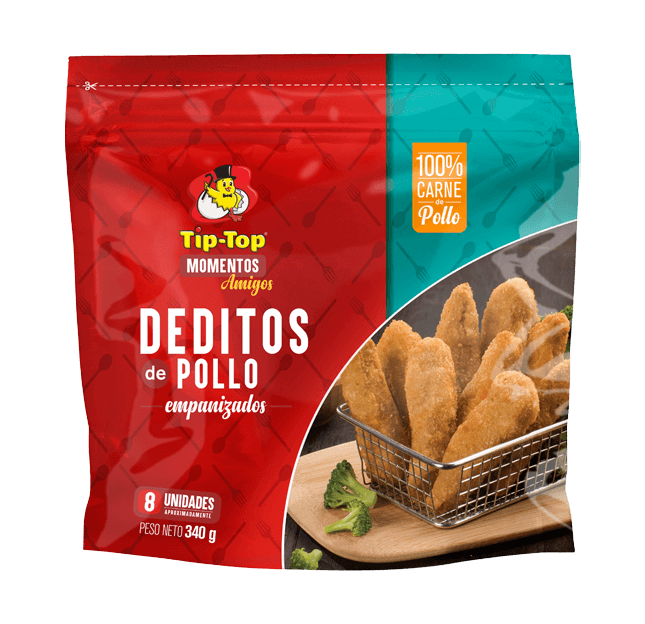 100%
CARNE
de
Pollo
Tip-Top®
MOMENTOS
Amigos
DEDITOS
de POLLO
empanizados
8 UNIDADES
APROXIMADAMENTE
PESO NETO 340 g